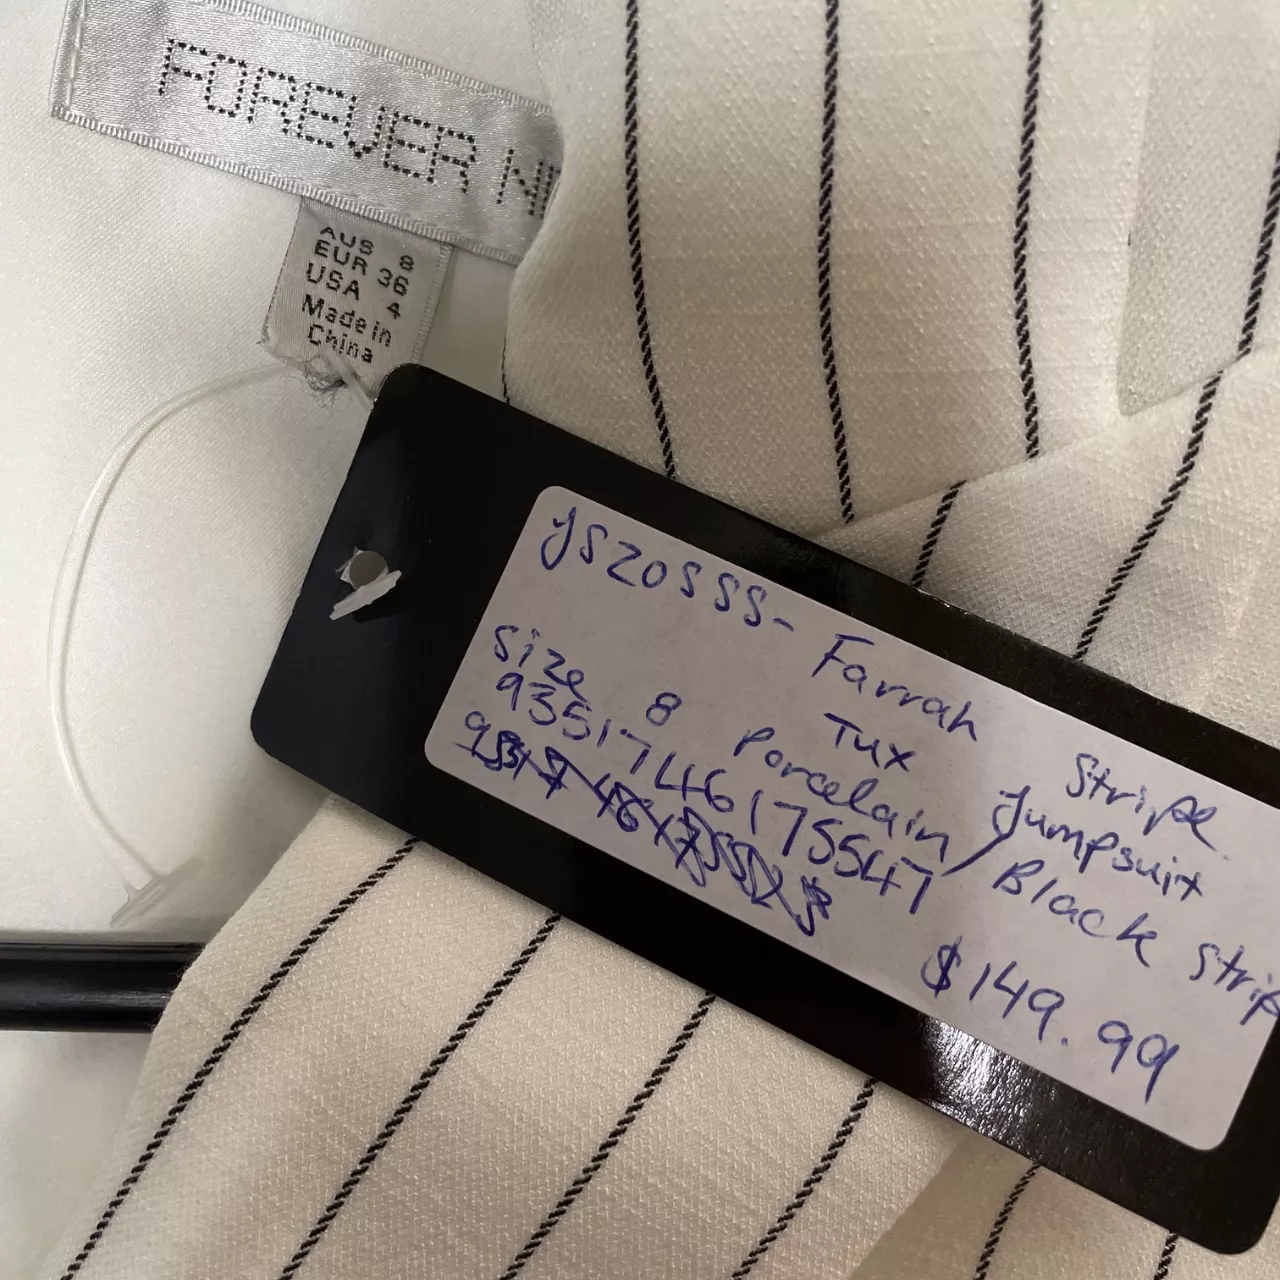 FOREVER N
AUS 8
EUR 36
USA 4
Made in
China
JS20SSS- Farrah Stripe
Tux Jumpsuit
Size 8 Porcelain / Black Strip
9351746175547
$149.99